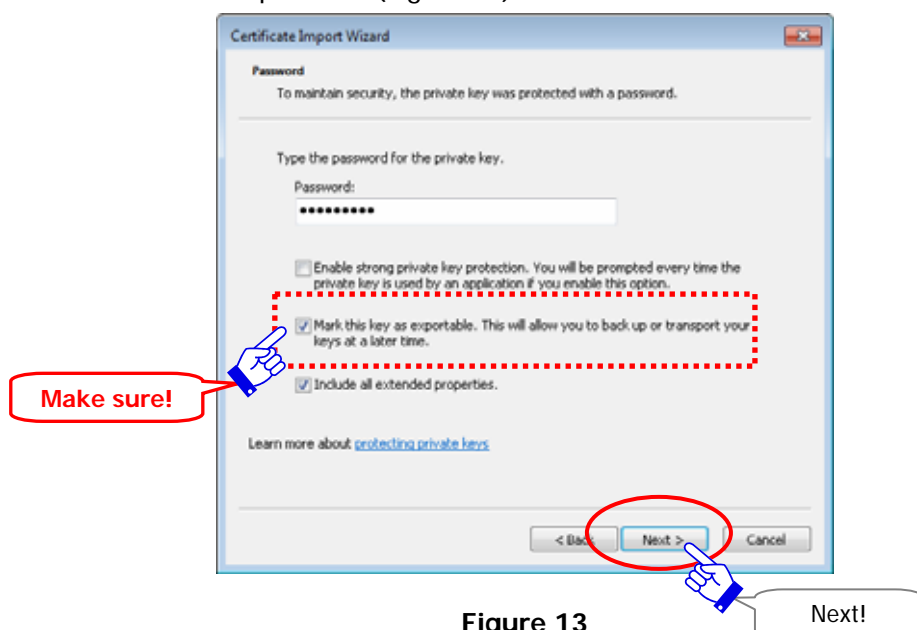 Certificate Import Wizard
Password
To maintain security, the private key was protected with a password.
Type the password for the private key.
Password:
•••••••••
Enable strong private key protection. You will be prompted every time the
private key is used by an application if you enable this option.
Mark this key as exportable. This will allow you to back up or transport your
keys at a later time.
Make sure!
Include all extended properties.
Learn more about protecting private keys
< Back Next > Cancel
Next!
Figure 13